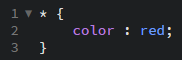 1 ▼ * {
2 color : red;
3 }